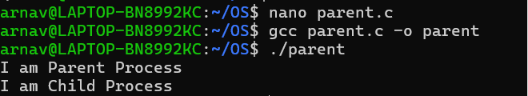 arnav@LAPTOP-BN8992KC:~/OS$ nano parent.c
arnav@LAPTOP-BN8992KC:~/OS$ gcc parent.c -o parent
arnav@LAPTOP-BN8992KC:~/OS$ ./parent
I am Parent Process
I am Child Process